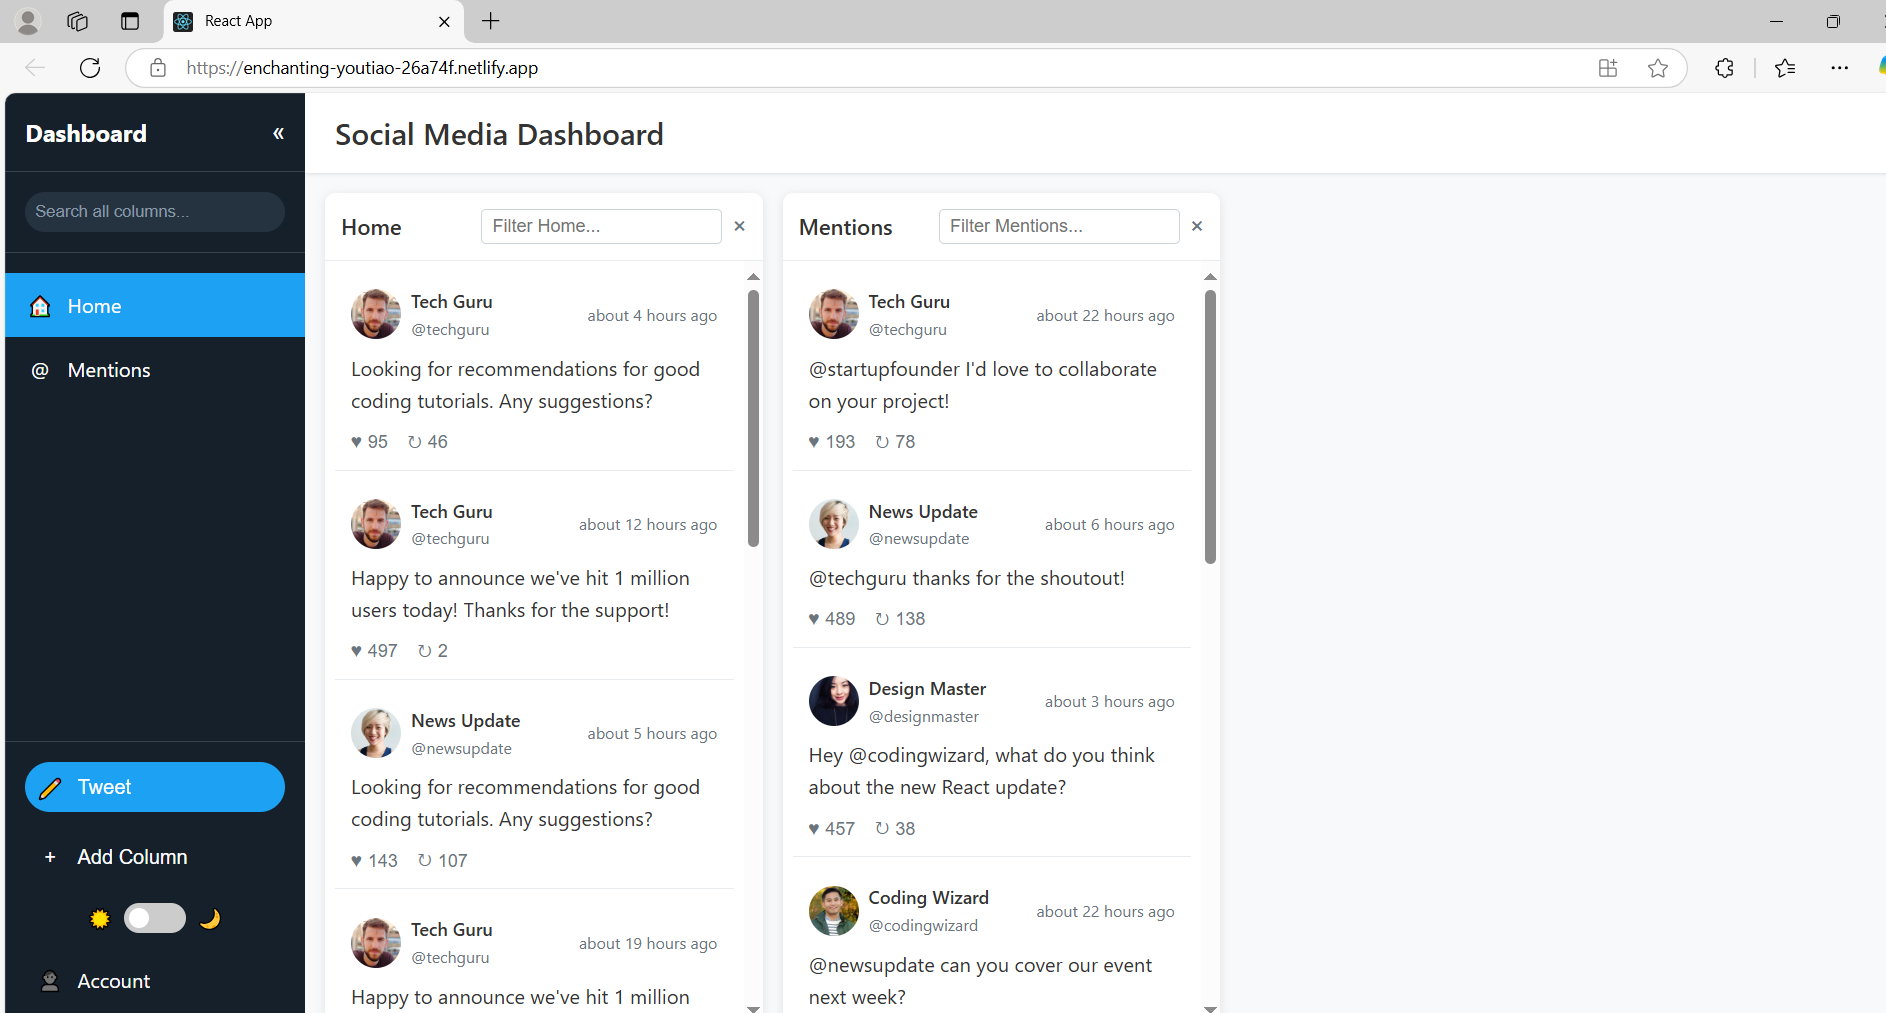 React App
https://enchanting-youtiao-26a74f.netlify.app
Dashboard «
Search all columns...
Home
@ Mentions
Tweet
+ Add Column
Account
Social Media Dashboard
Home
Filter Home...
Tech Guru
@techguru
about 4 hours ago
Looking for recommendations for good
coding tutorials. Any suggestions?
♥ 95 ↻ 46
Tech Guru
@techguru
about 12 hours ago
Happy to announce we've hit 1 million
users today! Thanks for the support!
♥ 497 ↻ 2
News Update
@newsupdate
about 5 hours ago
Looking for recommendations for good
coding tutorials. Any suggestions?
♥ 143 ↻ 107
Tech Guru
@techguru
about 19 hours ago
Happy to announce we've hit 1 million
Mentions
Filter Mentions...
Tech Guru
@techguru
about 22 hours ago
@startupfounder I'd love to collaborate
on your project!
♥ 193 ↻ 78
News Update
@newsupdate
about 6 hours ago
@techguru thanks for the shoutout!
♥ 489 ↻ 138
Design Master
@designmaster
about 3 hours ago
Hey @codingwizard, what do you think
about the new React update?
♥ 457 ↻ 38
Coding Wizard
@codingwizard
about 22 hours ago
@newsupdate can you cover our event
next week?